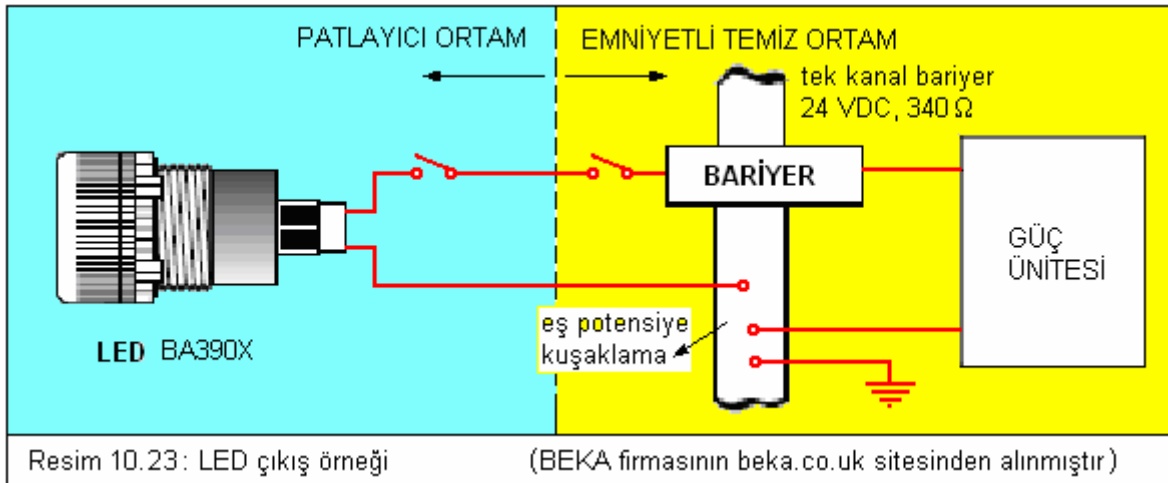 PATLAYICI ORTAM
EMNİYETLİ TEMİZ ORTAM
tek kanal bariyer
24 VDC, 340 Ω
BARİYER
GÜÇ
ÜNİTESİ
eş potensiye
kuşaklama
LED BA390X
Resim 10.23: LED çıkış örneği (BEKA firmasının beka.co.uk sitesinden alınmıştır)